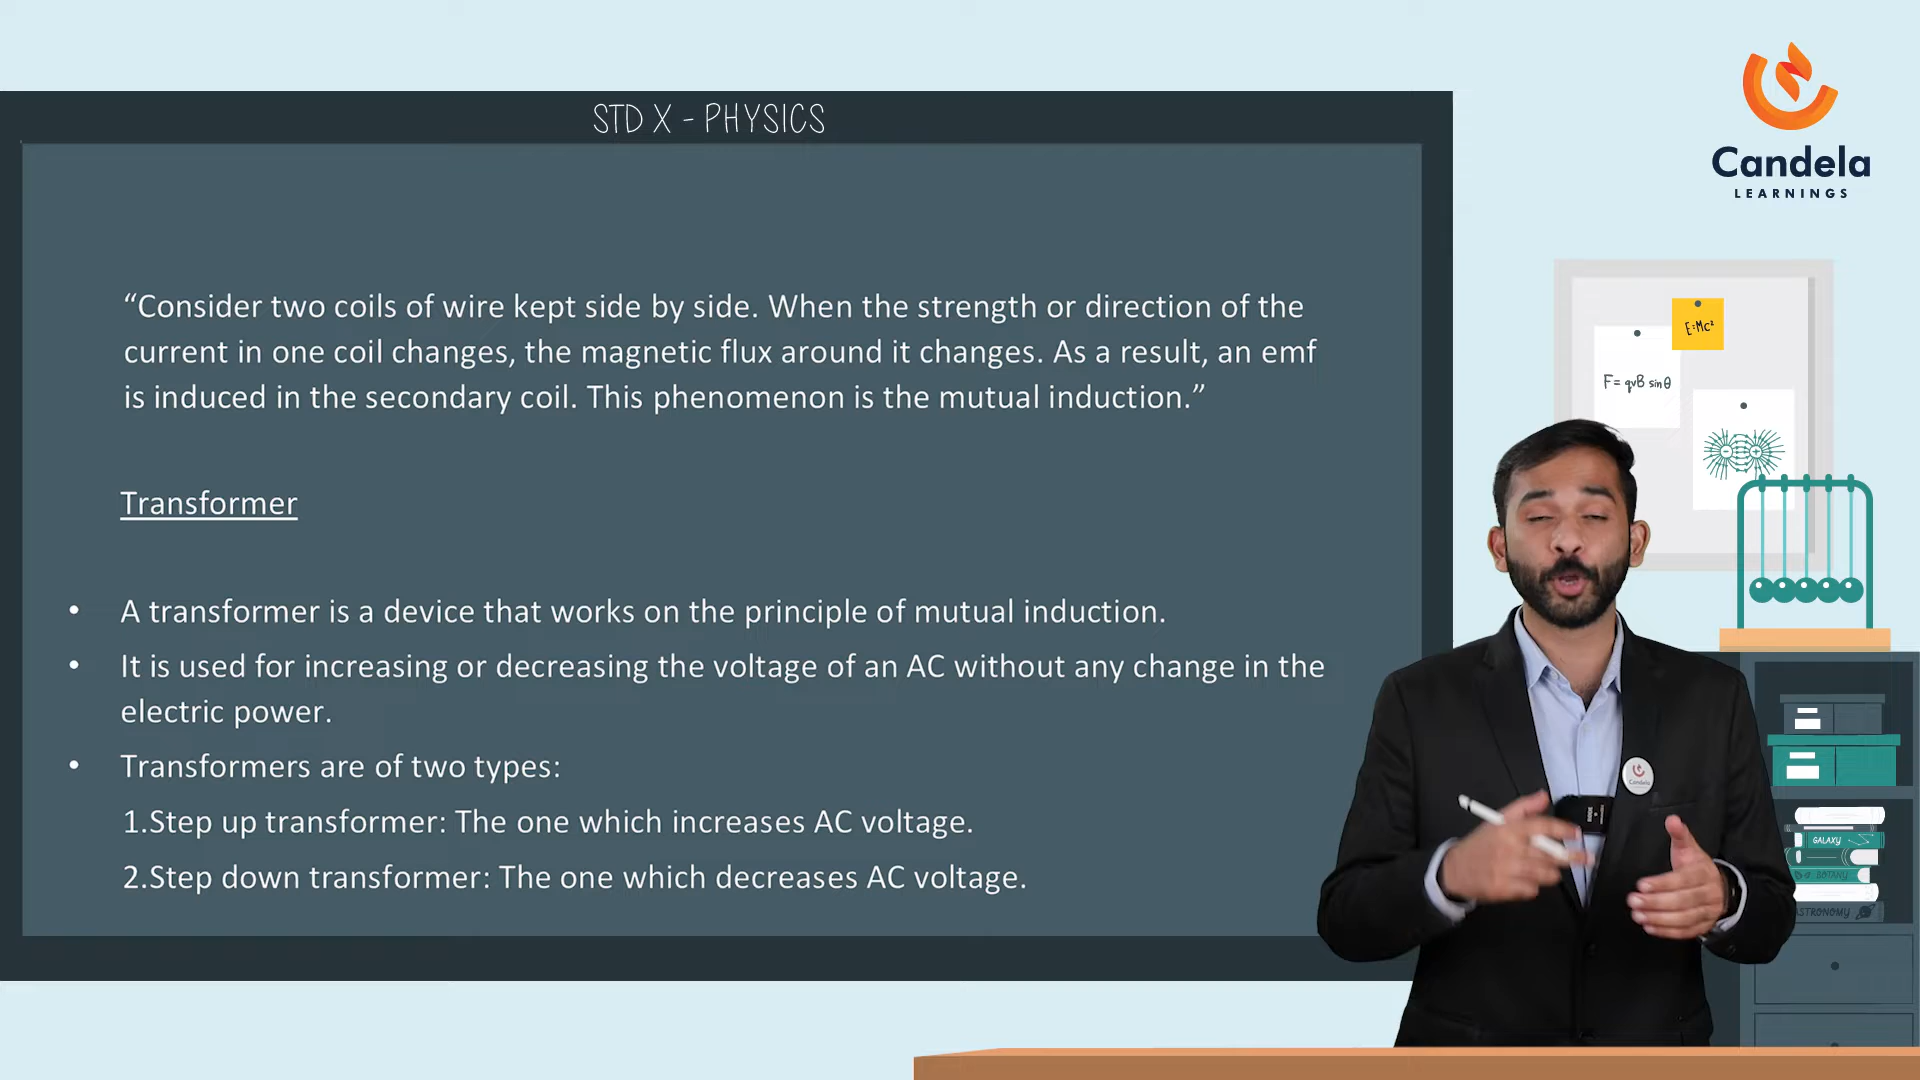 STD X - PHYSICS
Candela
LEARNINGS
“Consider two coils of wire kept side by side. When the strength or direction of the
current in one coil changes, the magnetic flux around it changes. As a result, an emf
is induced in the secondary coil. This phenomenon is the mutual induction.”
E=Mc²
F= qvB sinθ
Transformer
• A transformer is a device that works on the principle of mutual induction.
• It is used for increasing or decreasing the voltage of an AC without any change in the
electric power.
• Transformers are of two types:
1.Step up transformer: The one which increases AC voltage.
2.Step down transformer: The one which decreases AC voltage.
Candela
GALAXY
BOTANY
ASTRONOMY